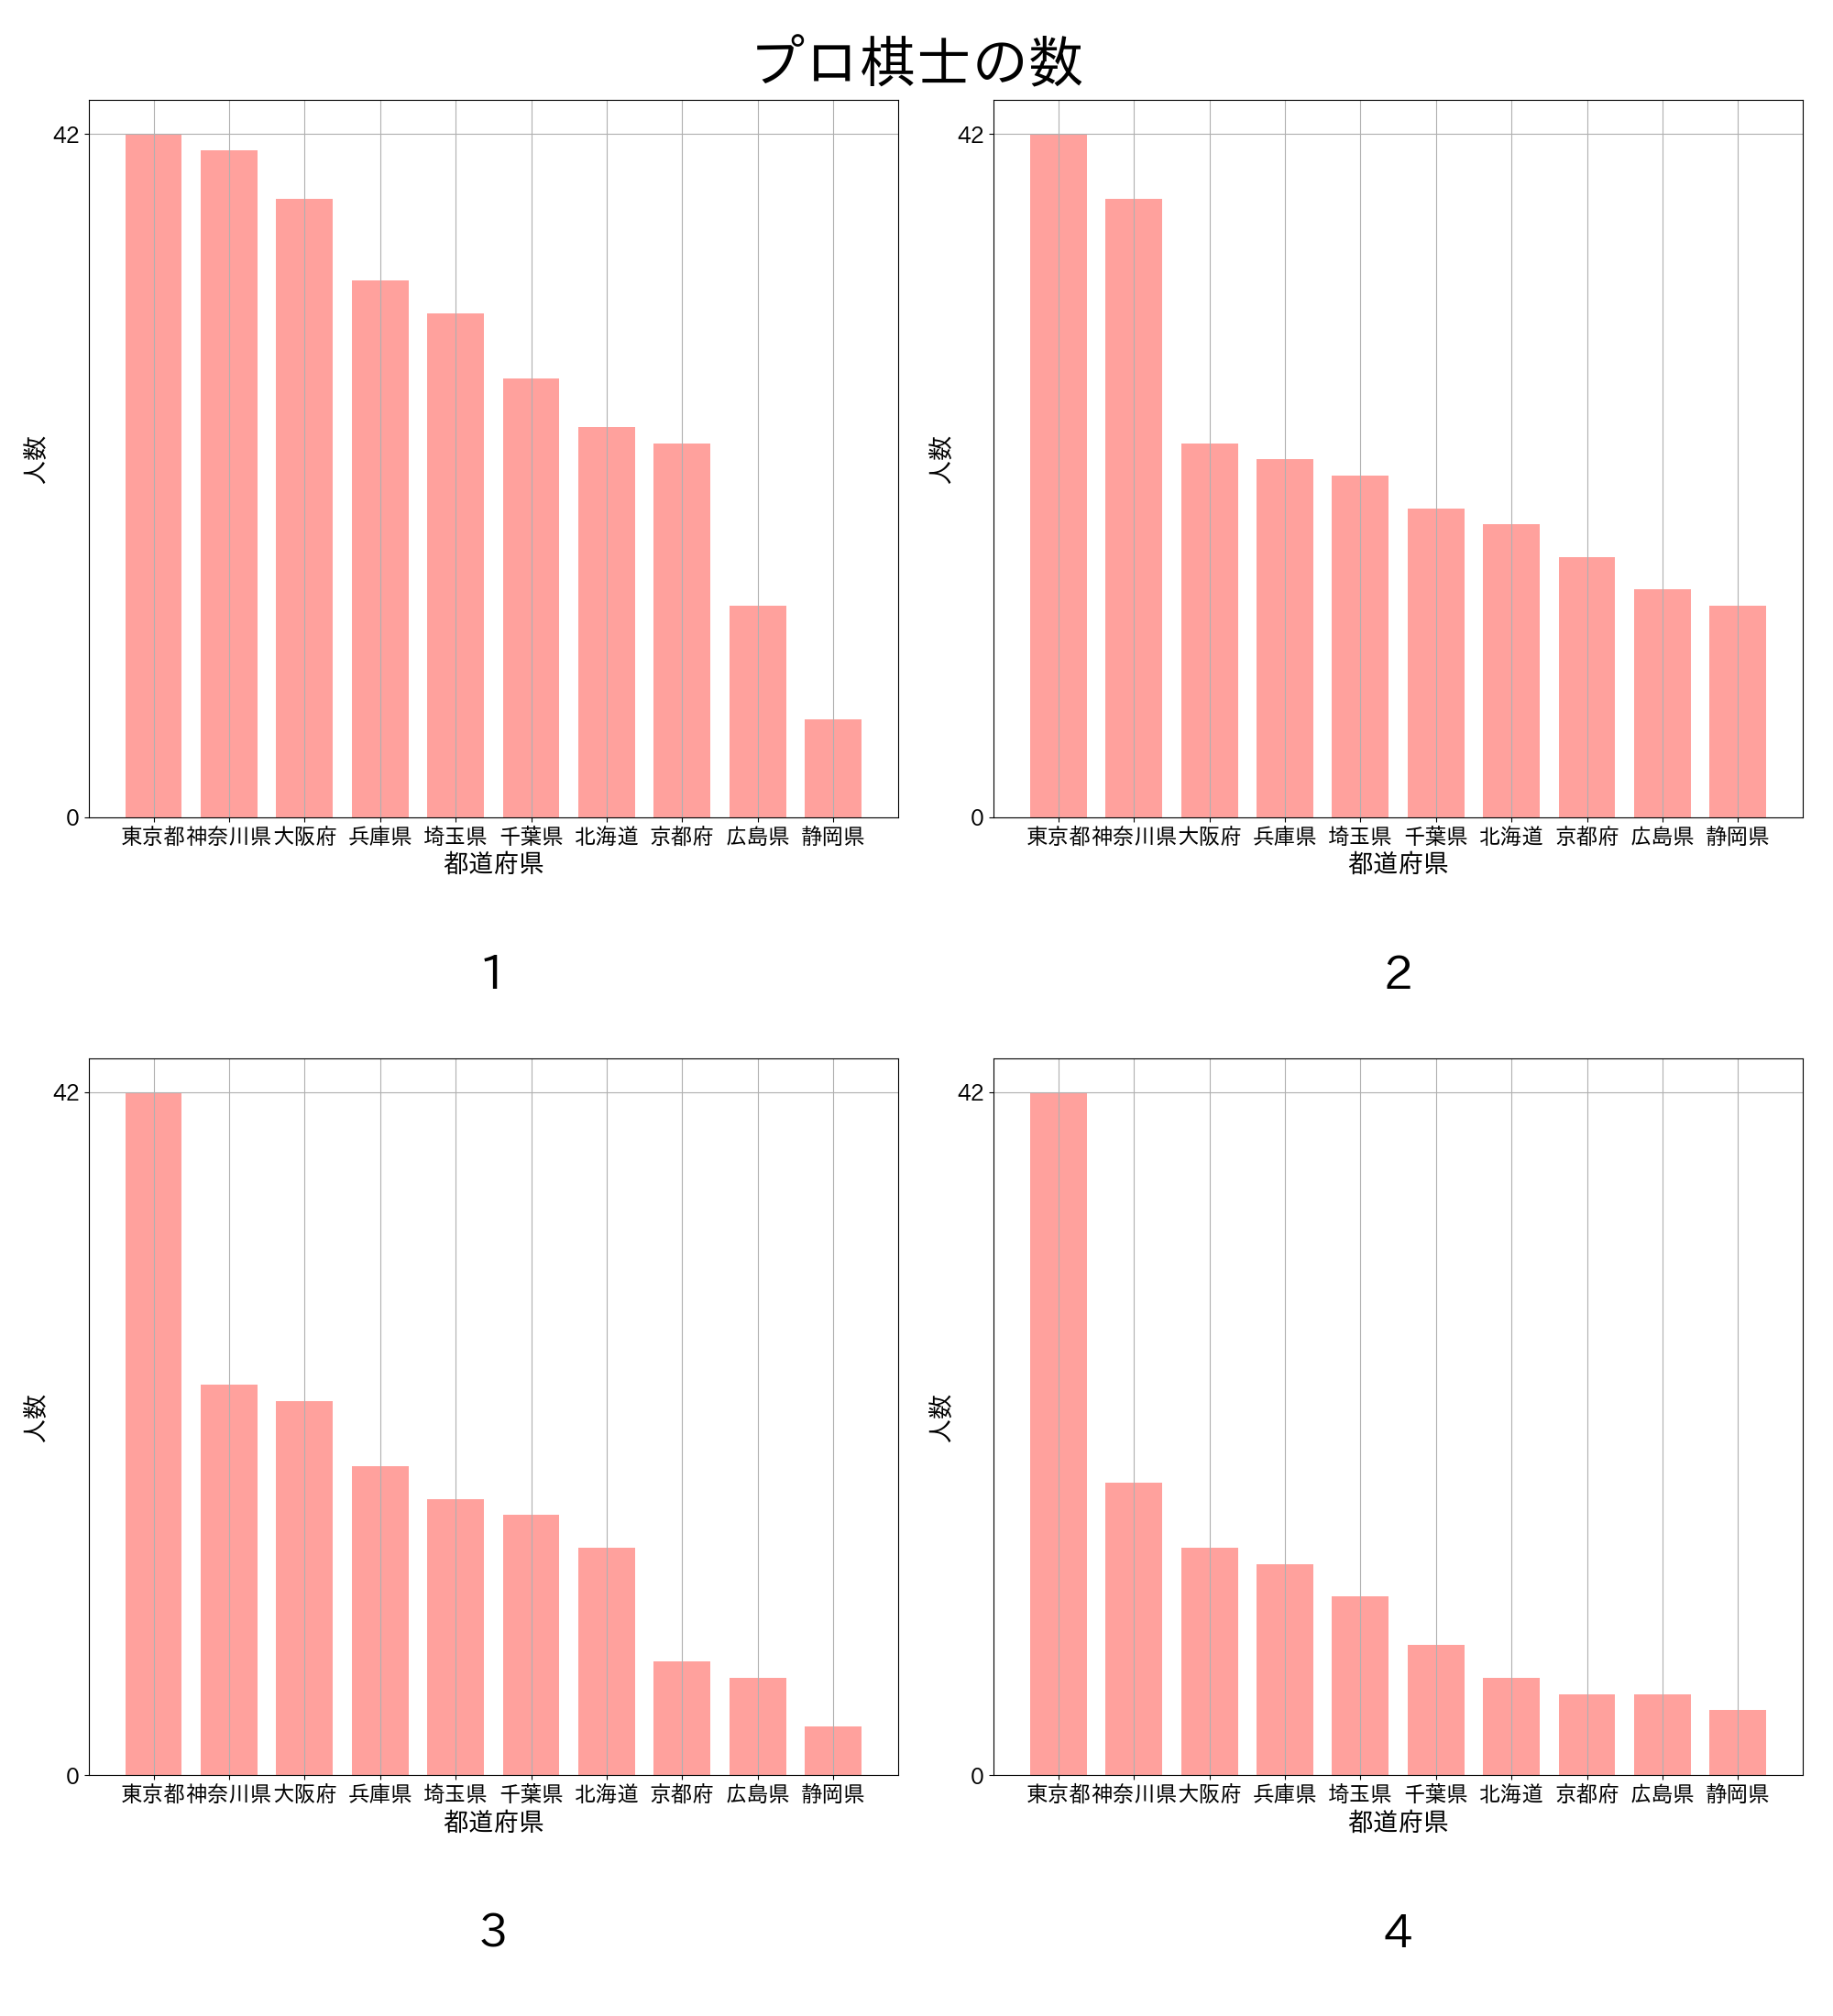 プロ棋士の数
42
0
人数
東京都 神奈川県 大阪府 兵庫県 埼玉県 千葉県 北海道 京都府 広島県 静岡県
都道府県
1
42
0
人数
東京都 神奈川県 大阪府 兵庫県 埼玉県 千葉県 北海道 京都府 広島県 静岡県
都道府県
2
42
0
人数
東京都 神奈川県 大阪府 兵庫県 埼玉県 千葉県 北海道 京都府 広島県 静岡県
都道府県
3
42
0
人数
東京都 神奈川県 大阪府 兵庫県 埼玉県 千葉県 北海道 京都府 広島県 静岡県
都道府県
4